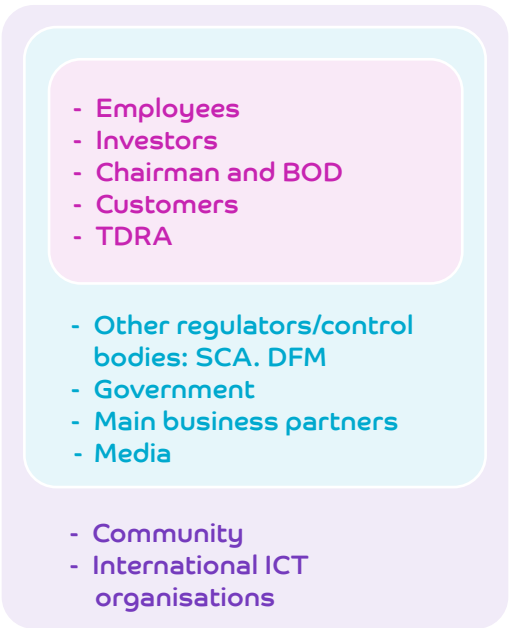 - Employees
- Investors
- Chairman and BOD
- Customers
- TDRA
- Other regulators/control
bodies: SCA. DFM
- Government
- Main business partners
- Media
- Community
- International ICT
organisations